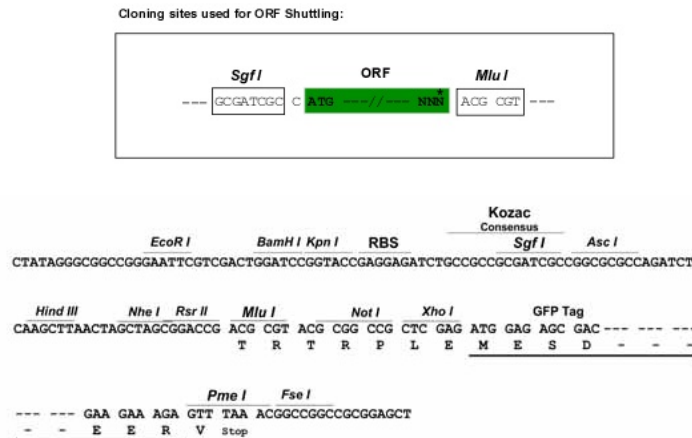 Cloning sites used for ORF Shuttling:
Sgf I ORF Mlu I
--- GCGATCGC C ATG ---//--- NNN* ACG CGT ---
Kozac
Consensus
EcoR I BamH I Kpn I RBS Sgf I Asc I
CTATAGGGCGGCCGGGAATTCGTCGACTGGATCCGGTACCGAGGAGATCTGCCGCCGCGATCGCCGGCGCGCCAGATCT
Hind III Nhe I Rsr II Mlu I Not I Xho I GFP Tag
CAAGCTTAACTAGCTAGCGGACCG ACG CGT ACG CGG CCG CTC GAG ATG GAG AGC GAC--- --- ---
T R T R P L E M E S D - - -
Pme I Fse I
--- --- GAA GAA AGA GTT TAA ACGGCCGGCCGCGGAGCT
- - E E R V Stop